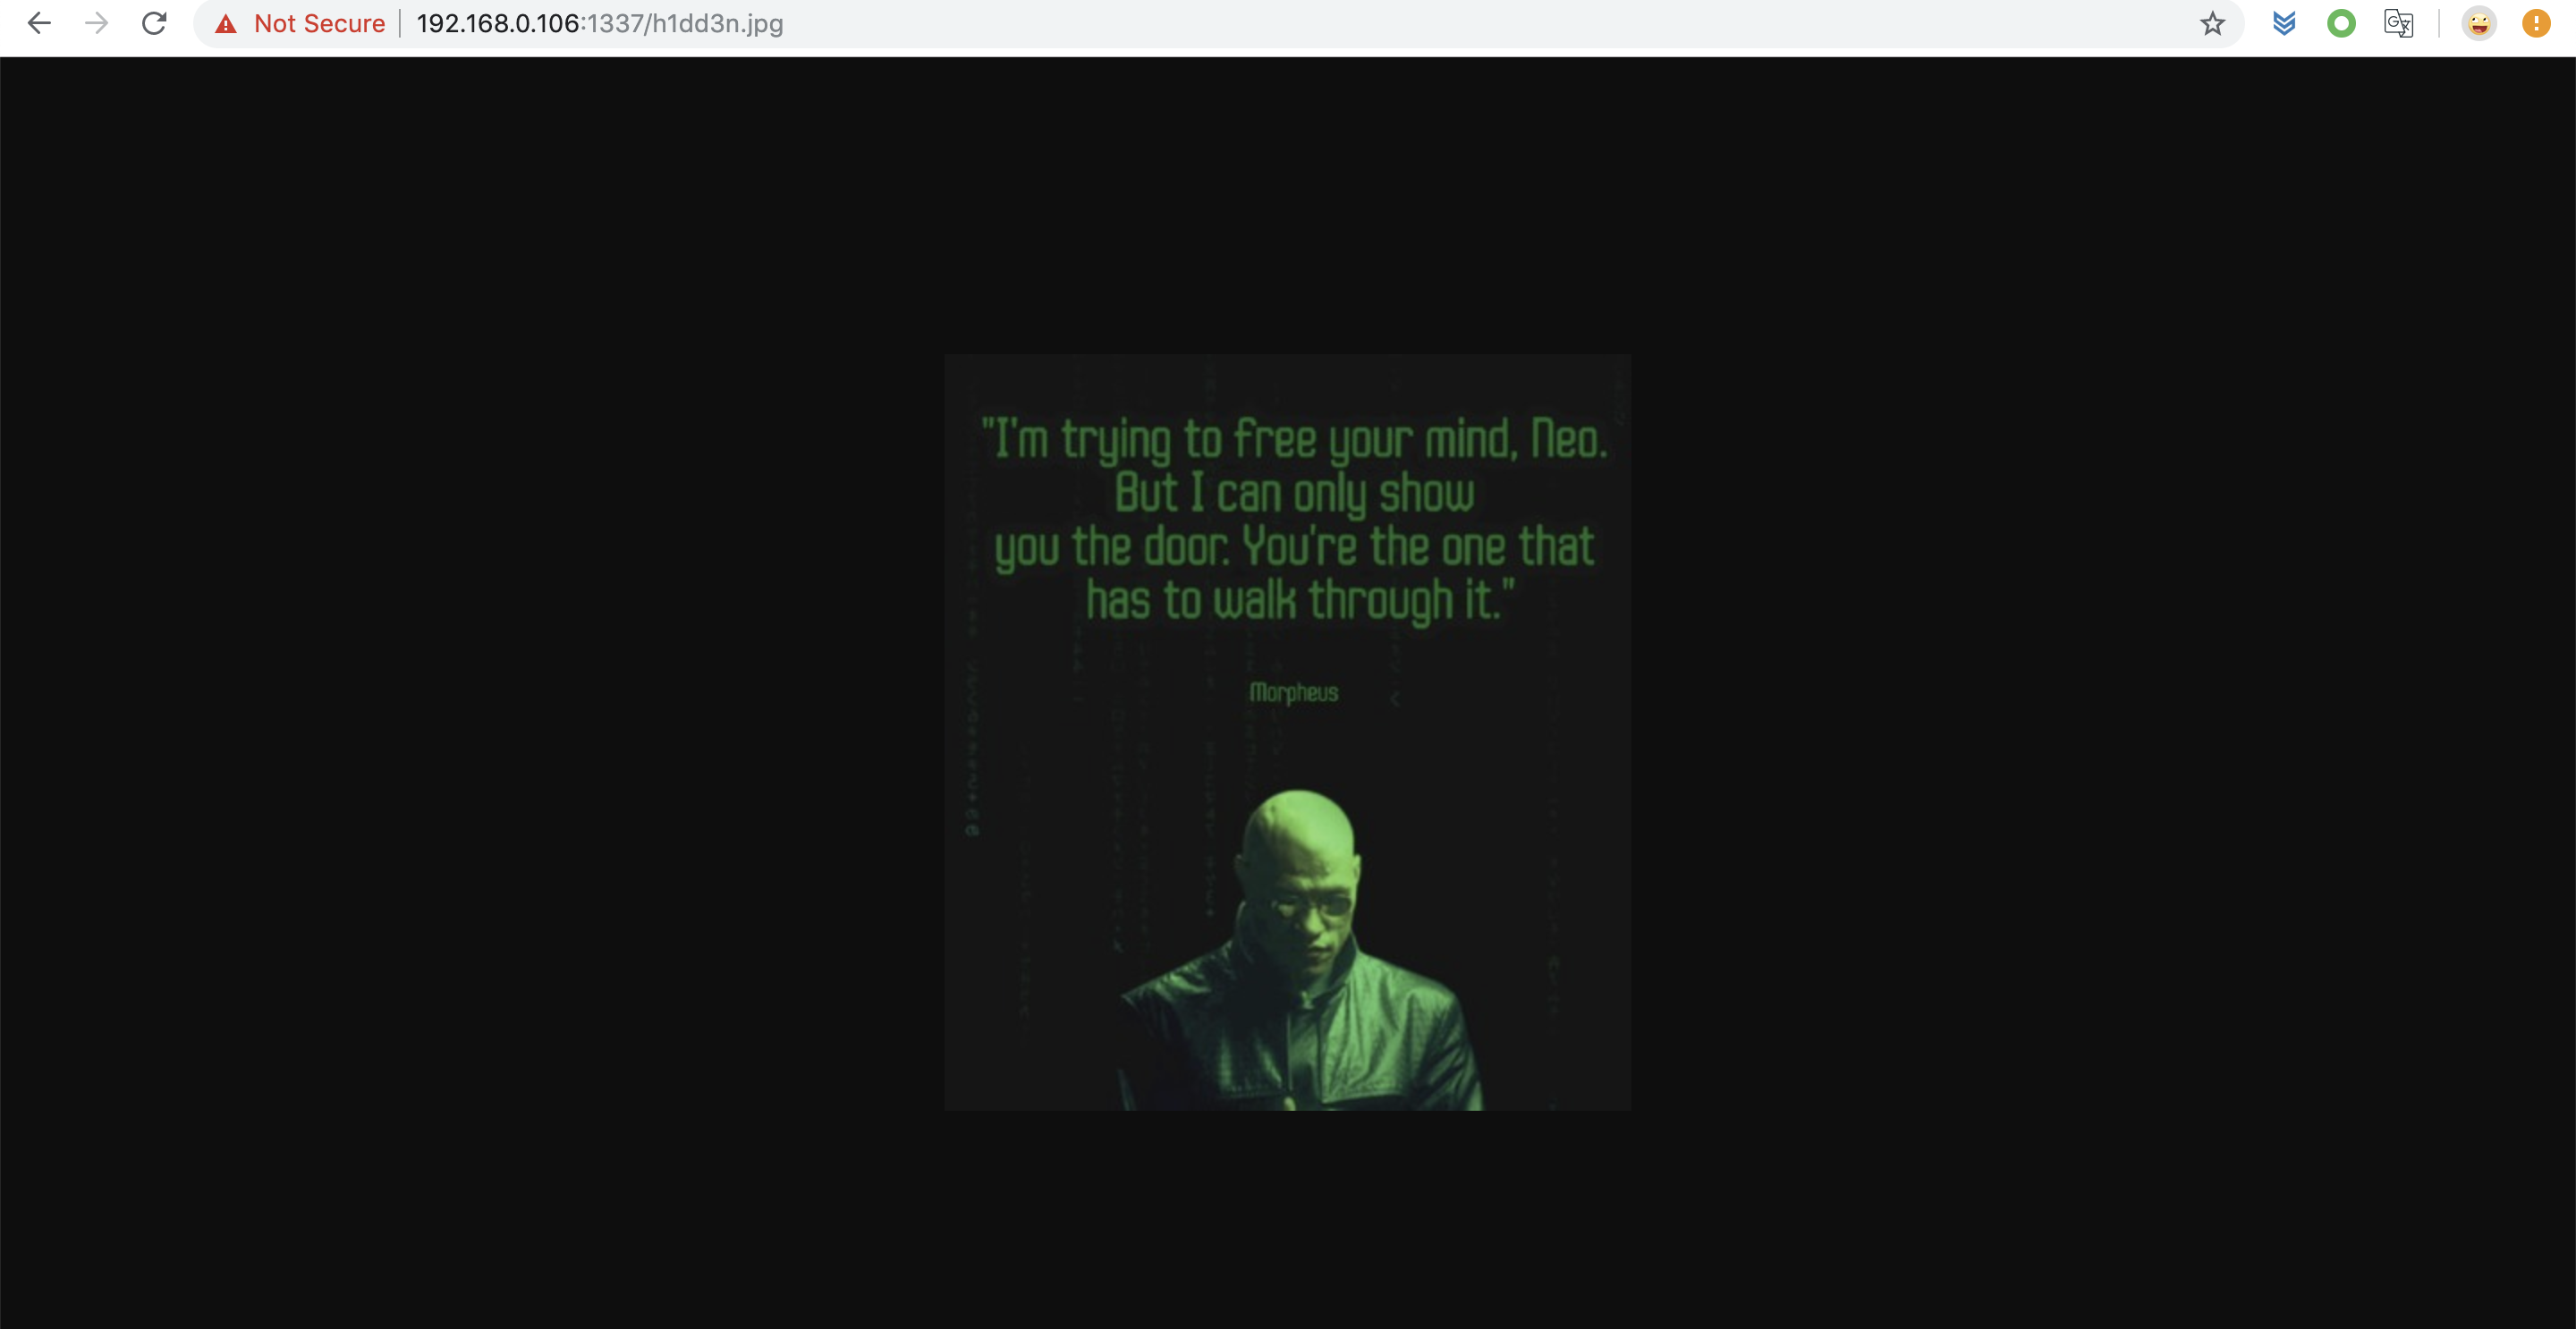 Not Secure 192.168.0.106:1337/h1dd3n.jpg
"I'm trying to free your mind, Neo.
But I can only show
you the door. You're the one that
has to walk through it."
Morpheus